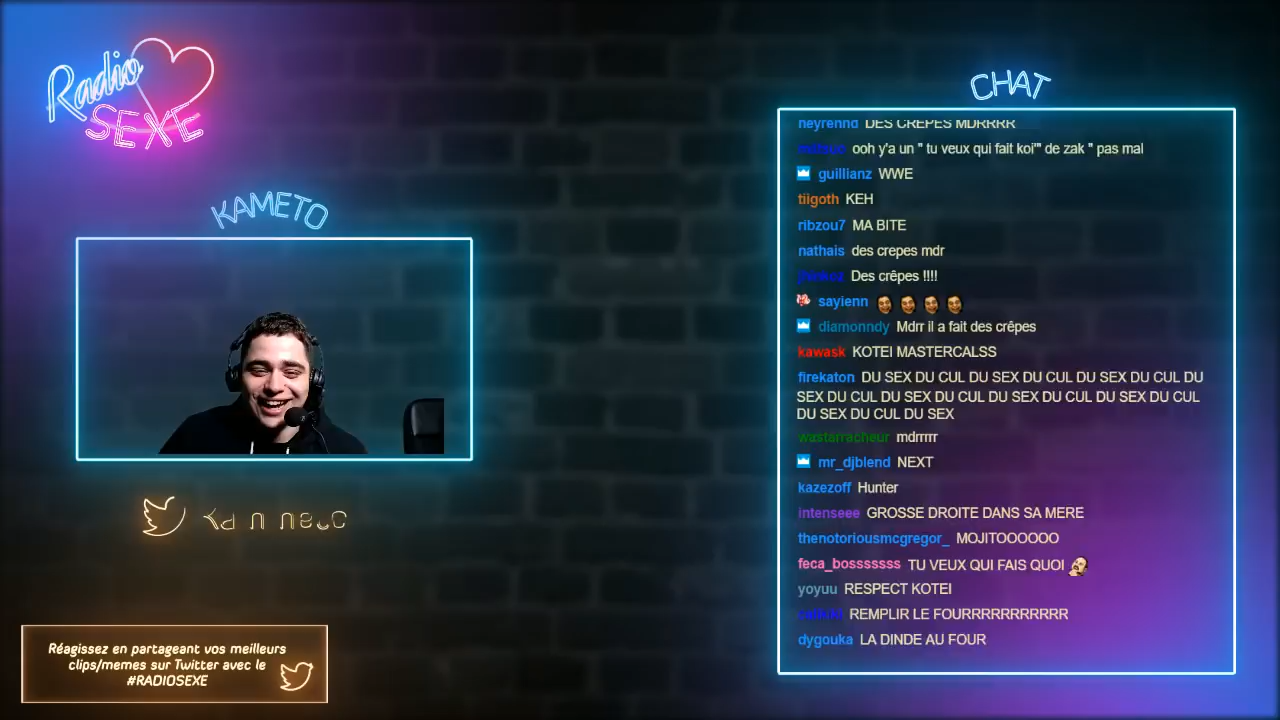 Radio
SEXE
KAMETO
Réagissez en partageant vos meilleurs
clips/memes sur Twitter avec le
#RADIOSEXE
CHAT
neyrennd DES CREPES MDRRRR
ooh y'a un " tu veux qui fait koi'" de zak " pas mal
guillianz WWE
tiigoth KEH
ribzou7 MA BITE
nathais des crepes mdr
Des crêpes !!!!
sayienn
diamonndy Mdrr il a fait des crêpes
kawask KOTEI MASTERCALSS
firekaton DU SEX DU CUL DU SEX DU CUL DU SEX DU CUL DU
SEX DU CUL DU SEX DU CUL DU SEX DU CUL DU SEX DU CUL
DU SEX DU CUL DU SEX
wastarracheur mdrrrrr
mr_djblend NEXT
kazezoff Hunter
intenseee GROSSE DROITE DANS SA MERE
thenotoriousmcgregor_ MOJITOOOOOO
feca_bosssssss TU VEUX QUI FAIS QUOI
yoyuu RESPECT KOTEI
REMPLIR LE FOURRRRRRRRRRR
dygouka LA DINDE AU FOUR